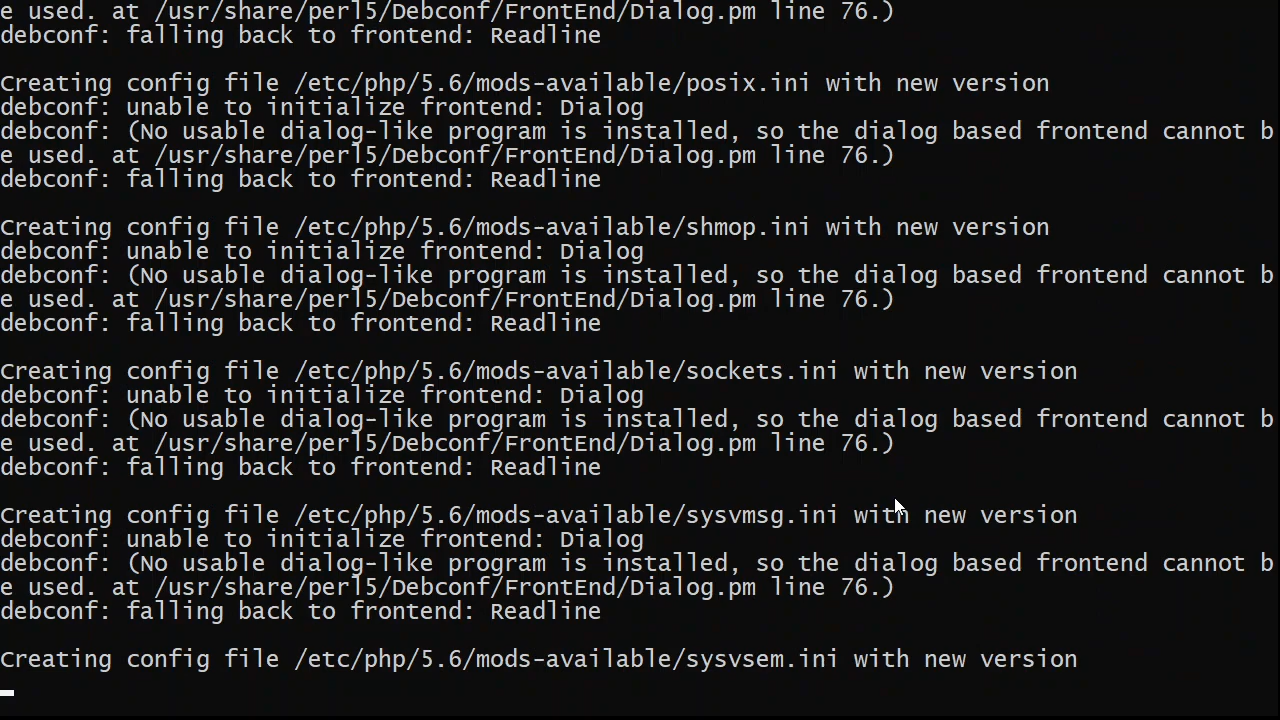 e used. at /usr/share/perl5/Debconf/FrontEnd/Dialog.pm line 76.)
debconf: falling back to frontend: Readline
Creating config file /etc/php/5.6/mods-available/posix.ini with new version
debconf: unable to initialize frontend: Dialog
debconf: (No usable dialog-like program is installed, so the dialog based frontend cannot b
e used. at /usr/share/perl5/Debconf/FrontEnd/Dialog.pm line 76.)
debconf: falling back to frontend: Readline
Creating config file /etc/php/5.6/mods-available/shmop.ini with new version
debconf: unable to initialize frontend: Dialog
debconf: (No usable dialog-like program is installed, so the dialog based frontend cannot b
e used. at /usr/share/perl5/Debconf/FrontEnd/Dialog.pm line 76.)
debconf: falling back to frontend: Readline
Creating config file /etc/php/5.6/mods-available/sockets.ini with new version
debconf: unable to initialize frontend: Dialog
debconf: (No usable dialog-like program is installed, so the dialog based frontend cannot b
e used. at /usr/share/perl5/Debconf/FrontEnd/Dialog.pm line 76.)
debconf: falling back to frontend: Readline
Creating config file /etc/php/5.6/mods-available/sysvmsg.ini with new version
debconf: unable to initialize frontend: Dialog
debconf: (No usable dialog-like program is installed, so the dialog based frontend cannot b
e used. at /usr/share/perl5/Debconf/FrontEnd/Dialog.pm line 76.)
debconf: falling back to frontend: Readline
Creating config file /etc/php/5.6/mods-available/sysvsem.ini with new version